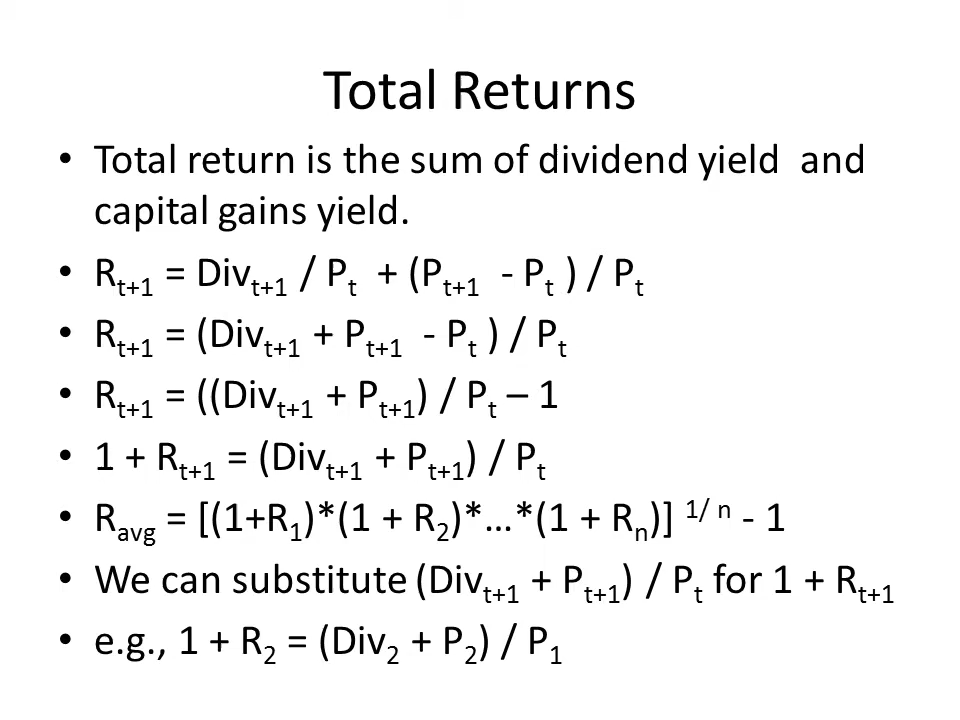 Total Returns
• Total return is the sum of dividend yield  and
capital gains yield.
• Rₜ₊₁ = Divₜ₊₁ / Pₜ  + (Pₜ₊₁  - Pₜ ) / Pₜ
• Rₜ₊₁ = (Divₜ₊₁ + Pₜ₊₁  - Pₜ ) / Pₜ
• Rₜ₊₁ = ((Divₜ₊₁ + Pₜ₊₁) / Pₜ – 1
• 1 + Rₜ₊₁ = (Divₜ₊₁ + Pₜ₊₁) / Pₜ
• Ravg = [(1+R₁)*(1 + R₂)*…*(1 + Rₙ)] ¹/ ⁿ - 1
• We can substitute (Divₜ₊₁ + Pₜ₊₁) / Pₜ for 1 + Rₜ₊₁
• e.g., 1 + R₂ = (Div₂ + P₂) / P₁